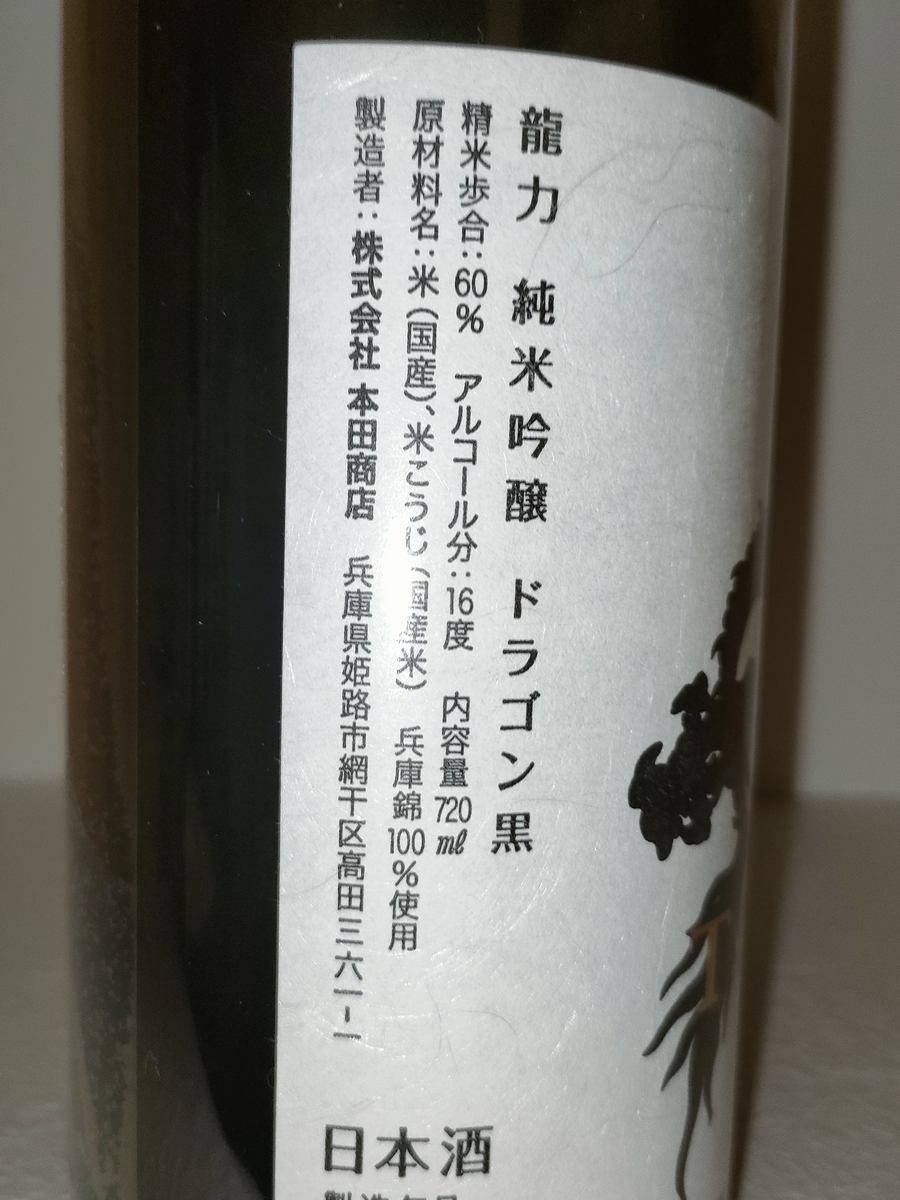 龍力 純米吟醸 ドラゴン黒
精米歩合:60% アルコール分:16度 内容量720㎖
原材料名:米(国産)、米こうじ(国産米) 兵庫錦100%使用
製造者:株式会社 本田商店 兵庫県姫路市網干区高田三六一-一
日本酒